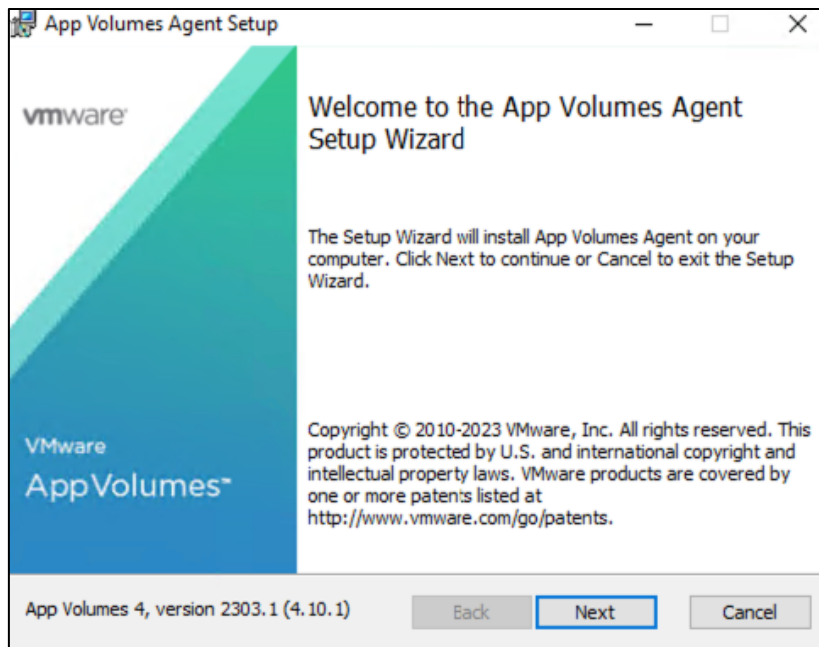 App Volumes Agent Setup
vmware®
Welcome to the App Volumes Agent
Setup Wizard
The Setup Wizard will install App Volumes Agent on your
computer. Click Next to continue or Cancel to exit the Setup
Wizard.
VMware
App Volumes™
Copyright © 2010-2023 VMware, Inc. All rights reserved. This
product is protected by U.S. and international copyright and
intellectual property laws. VMware products are covered by
one or more patents listed at
http://www.vmware.com/go/patents.
App Volumes 4, version 2303.1 (4.10.1)
Back
Next
Cancel